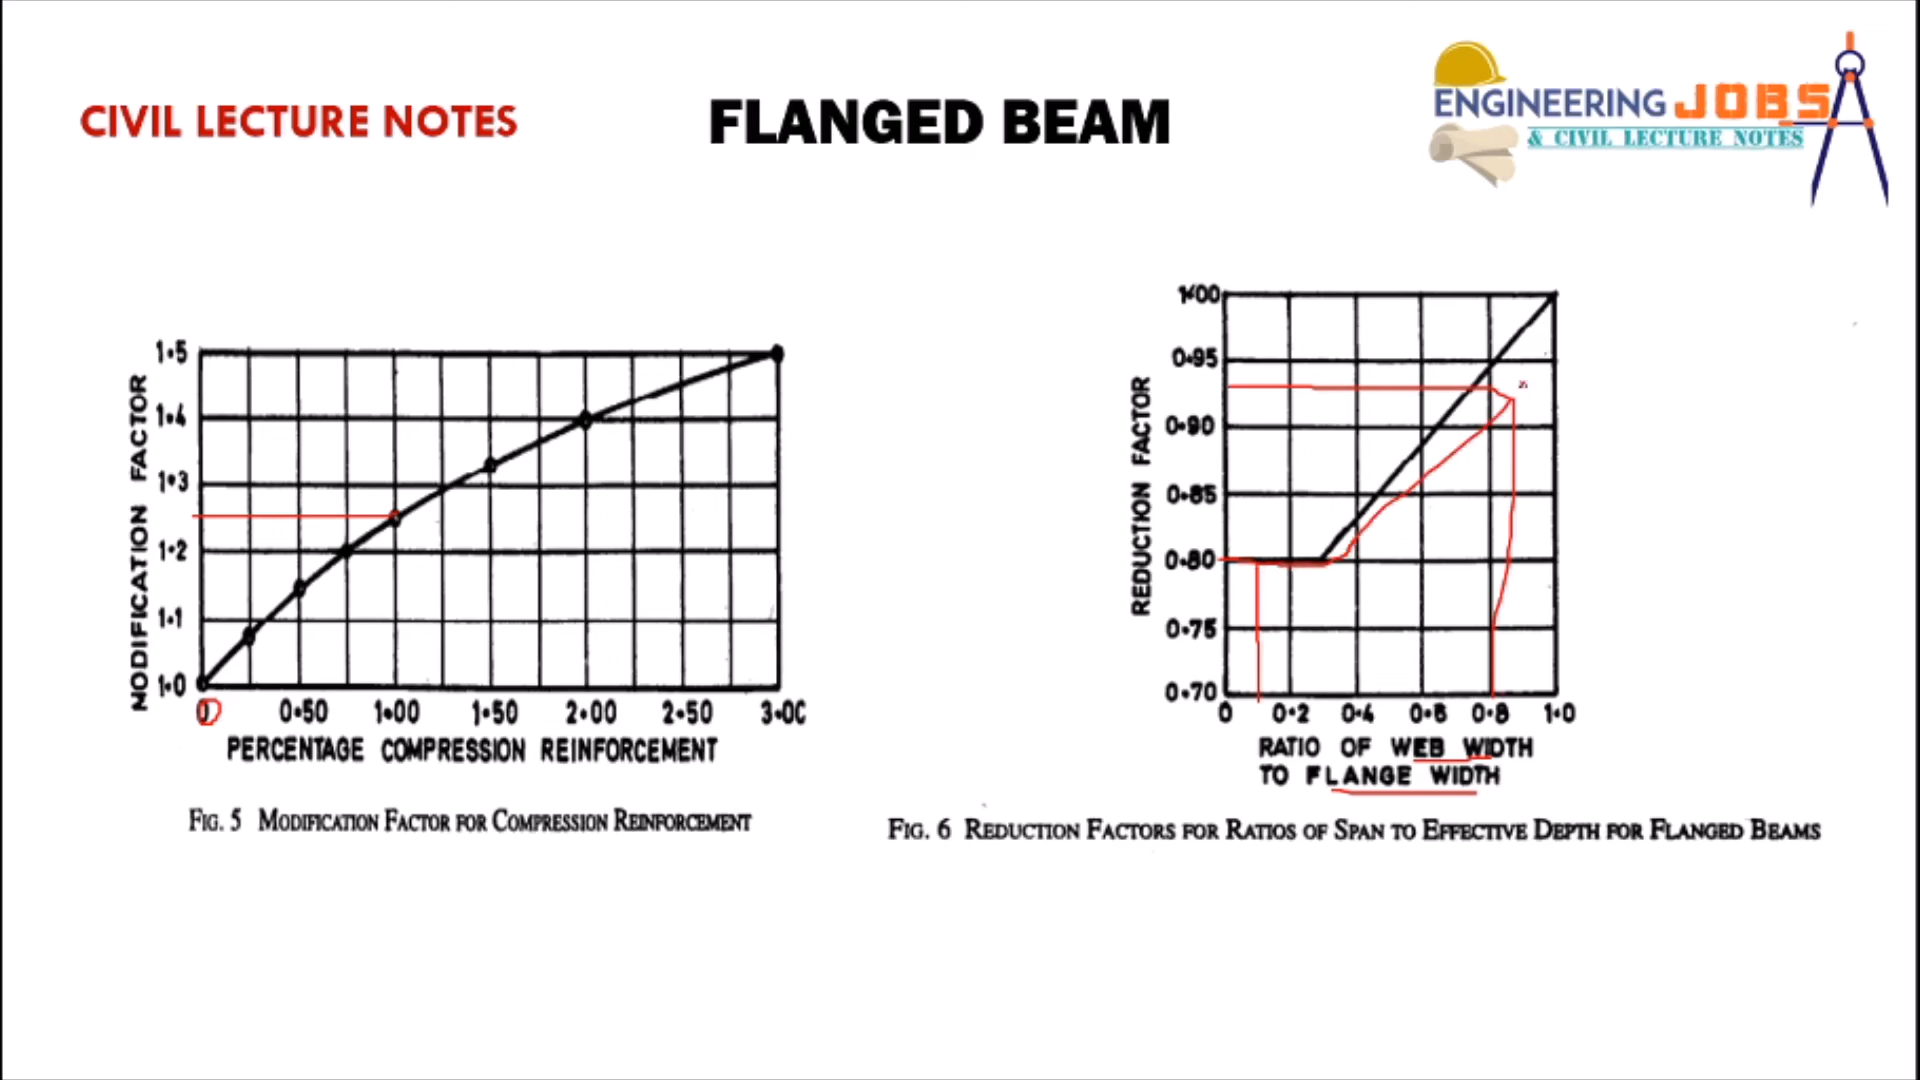 CIVIL LECTURE NOTES
FLANGED BEAM
ENGINEERING JOBS
& CIVIL LECTURE NOTES
MODIFICATION FACTOR
1.5
1.4
1.3
1.2
1.1
1.0
0 0.50 1.00 1.50 2.00 2.50 3.00
PERCENTAGE COMPRESSION REINFORCEMENT
FIG. 5 MODIFICATION FACTOR FOR COMPRESSION REINFORCEMENT
REDUCTION FACTOR
1.00
0.95
0.90
0.85
0.80
0.75
0.70
0 0.2 0.4 0.6 0.8 1.0
RATIO OF WEB WIDTH
TO FLANGE WIDTH
FIG. 6 REDUCTION FACTORS FOR RATIOS OF SPAN TO EFFECTIVE DEPTH FOR FLANGED BEAMS